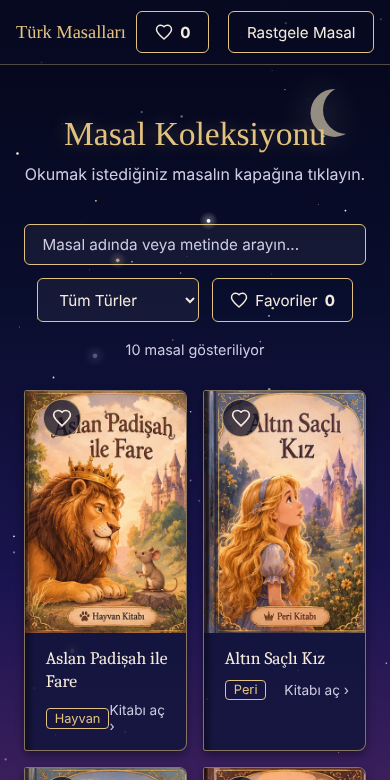 Türk Masalları
0
Rastgele Masal
Masal Koleksiyonu
Okumak istediğiniz masalın kapağına tıklayın.
Masal adında veya metinde arayın...
Tüm Türler
Favoriler 0
10 masal gösteriliyor
Aslan Padişah
ile Fare
Hayvan Kitabı
Altın Saçlı
Kız
Peri Kitabı
Aslan Padişah ile
Fare
Hayvan
Kitabı aç
›
Altın Saçlı Kız
Peri
Kitabı aç ›